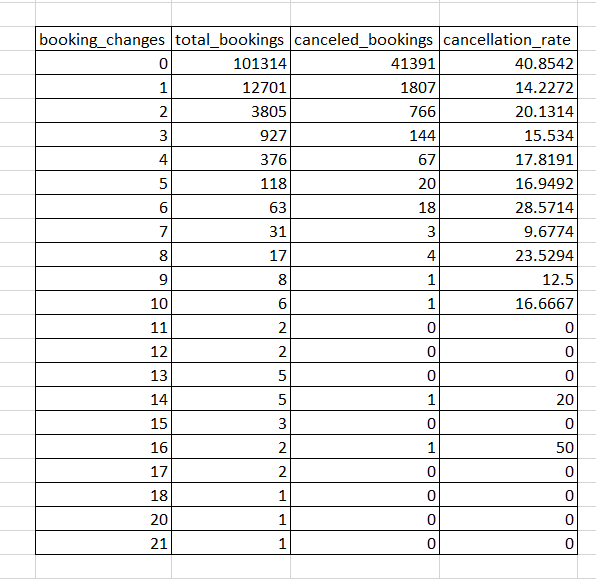 booking_changes total_bookings canceled_bookings cancellation_rate
0 101314 41391 40.8542
1 12701 1807 14.2272
2 3805 766 20.1314
3 927 144 15.534
4 376 67 17.8191
5 118 20 16.9492
6 63 18 28.5714
7 31 3 9.6774
8 17 4 23.5294
9 8 1 12.5
10 6 1 16.6667
11 2 0 0
12 2 0 0
13 5 0 0
14 5 1 20
15 3 0 0
16 2 1 50
17 2 0 0
18 1 0 0
20 1 0 0
21 1 0 0